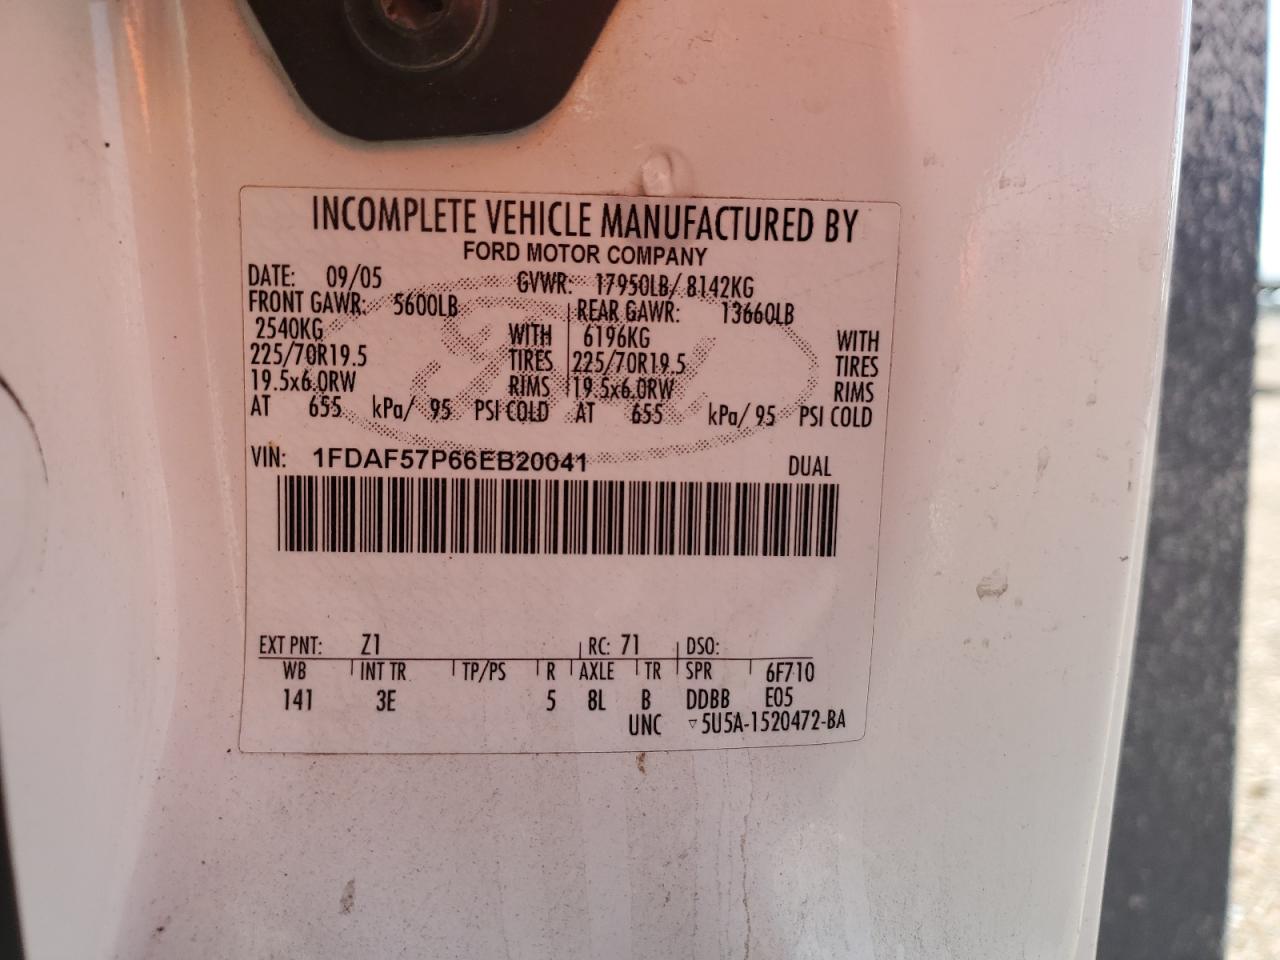 INCOMPLETE VEHICLE MANUFACTURED BY
FORD MOTOR COMPANY
DATE: 09/05 GVWR: 17950LB/ 8142KG
FRONT GAWR: 5600LB REAR GAWR: 13660LB
2540KG WITH 6196KG WITH
225/70R19.5 TIRES 225/70R19.5 TIRES
19.5x6.0RW RIMS 19.5x6.0RW RIMS
AT 655 kPa/ 95 PSI COLD AT 655 kPa/ 95 PSI COLD
VIN: 1FDAF57P66EB20041 DUAL
EXT PNT: Z1 RC: 71 DSO:
WB INT TR TP/PS R AXLE TR SPR 6F710
141 3E 5 8L B DDBB E05
UNC ▽5U5A-1520472-BA